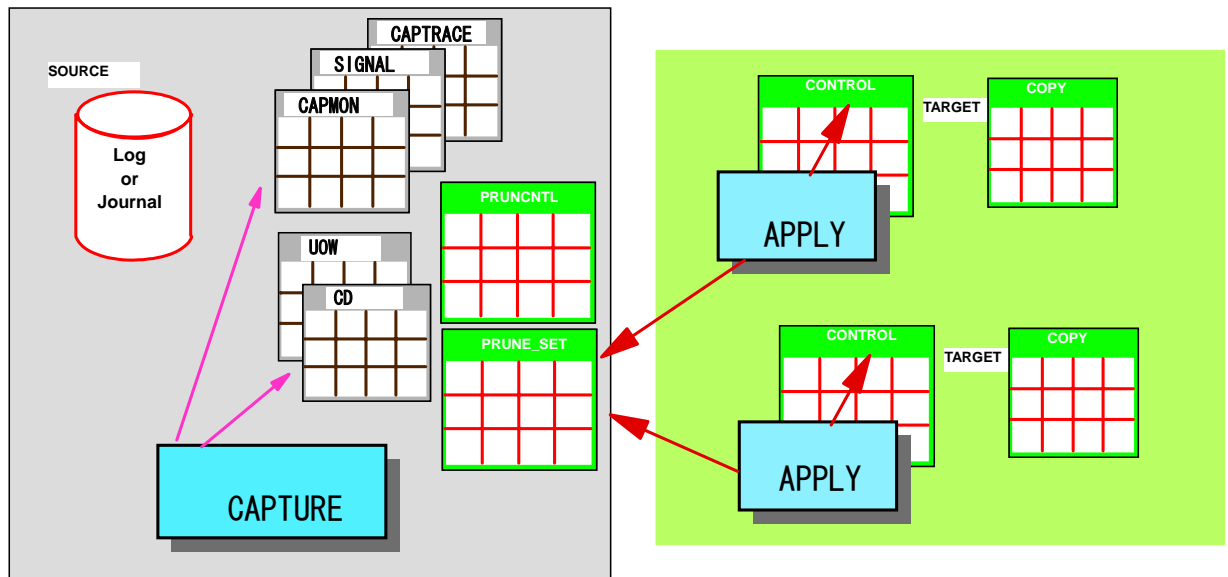 CAPTRACE
SIGNAL
SOURCE
CAPMON
Log
or
Journal
PRUNCNTL
UOW
CD
PRUNE_SET
CAPTURE
CONTROL
TARGET
COPY
APPLY
CONTROL
TARGET
COPY
APPLY